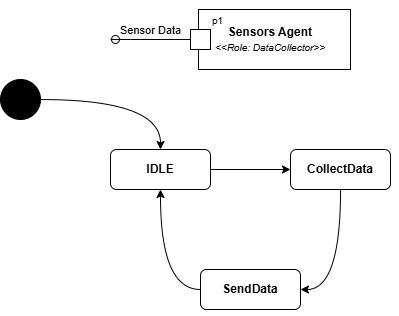 p1
Sensor Data
Sensors Agent
<<Role: DataCollector>>
IDLE
CollectData
SendData